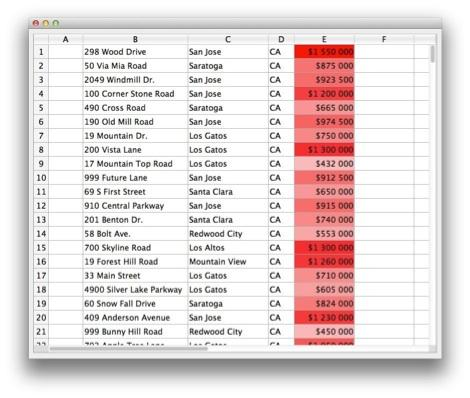 A B C D E F
1 298 Wood Drive San Jose CA $1 550 000
2 50 Via Mia Road Saratoga CA $875 000
3 2049 Windmill Dr. San Jose CA $923 500
4 100 Corner Stone Road San Jose CA $1 200 000
5 490 Cross Road Saratoga CA $665 000
6 190 Old Mill Road San Jose CA $974 500
7 19 Mountain Dr. Los Gatos CA $750 000
8 200 Vista Lane Los Gatos CA $1 300 000
9 17 Mountain Top Road Los Gatos CA $432 000
10 999 Future Lane San Jose CA $912 500
11 69 S First Street Santa Clara CA $650 000
12 910 Central Parkway San Jose CA $915 000
13 201 Benton Dr. Santa Clara CA $740 000
14 58 Bolt Ave. Redwood City CA $553 000
15 700 Skyline Road Los Altos CA $1 300 000
16 19 Forest Hill Road Mountain View CA $1 260 000
17 33 Main Street Los Gatos CA $710 000
18 4900 Silver Lake Parkway Los Gatos CA $605 000
19 60 Snow Fall Drive Saratoga CA $824 000
20 409 Anderson Avenue San Jose CA $1 230 000
21 999 Bunny Hill Road Redwood City CA $450 000